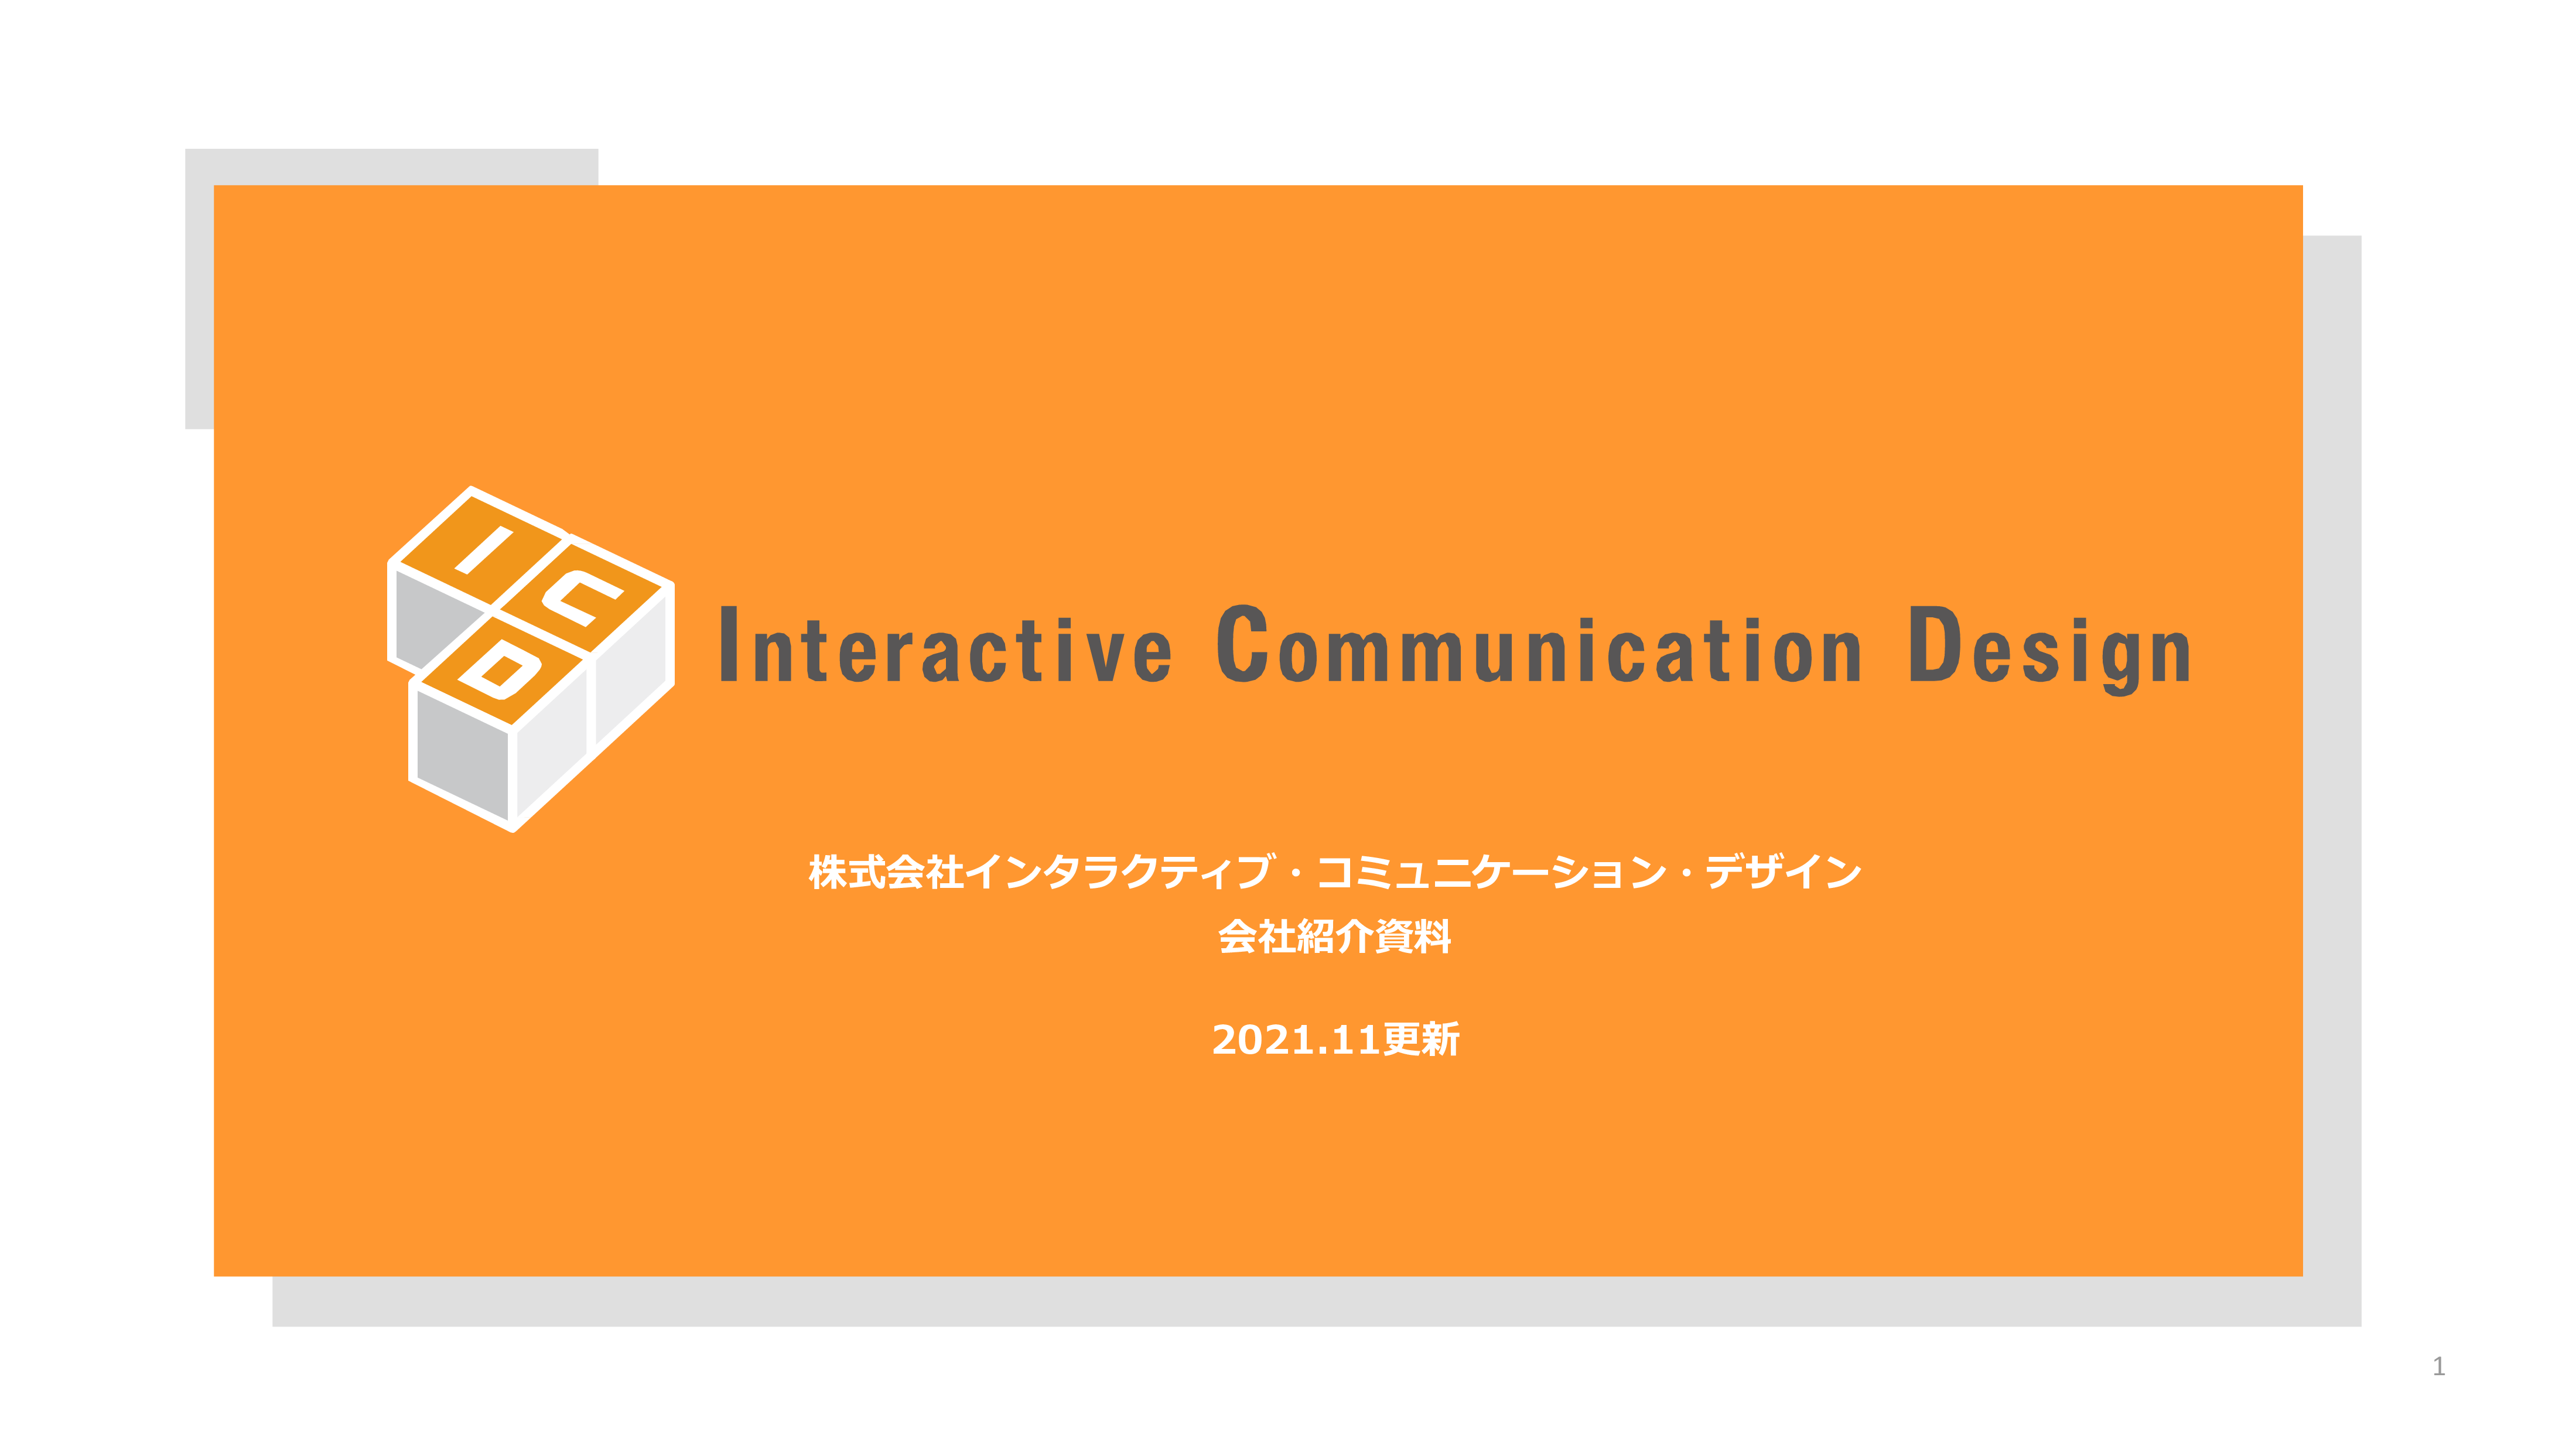 I
C
D
Interactive Communication Design
株式会社インタラクティブ・コミュニケーション・デザイン
会社紹介資料
2021.11更新
1